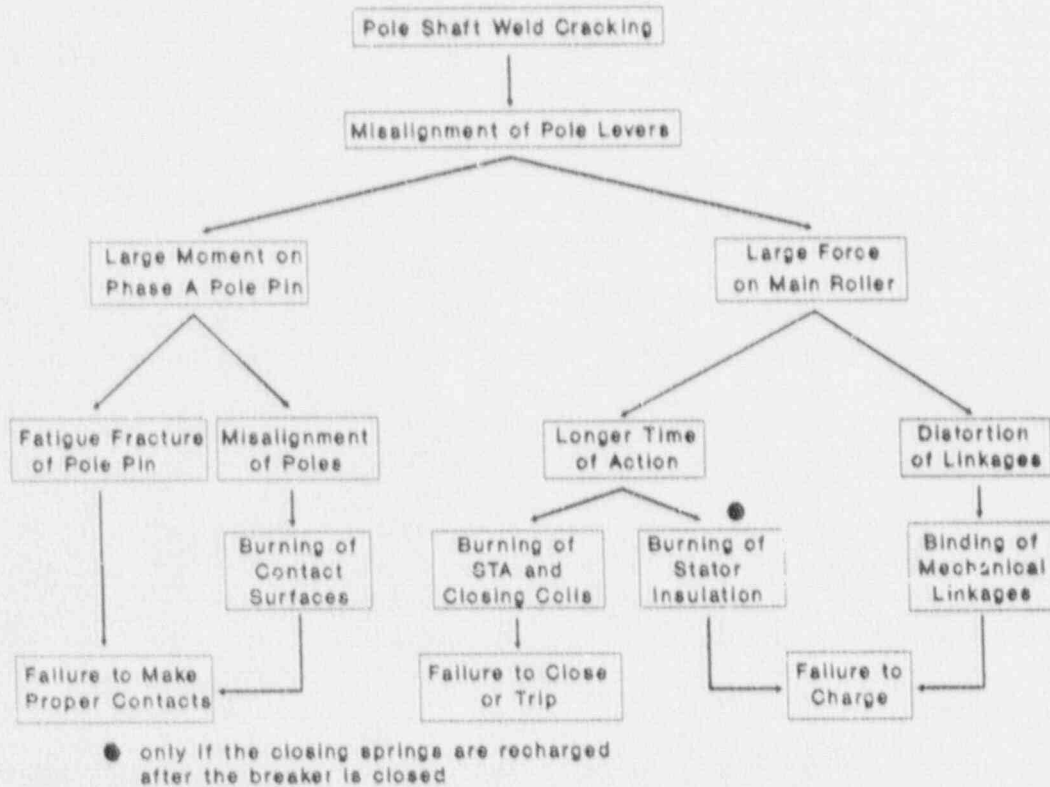 Pole Shaft Weld Cracking
Misalignment of Pole Levers
Large Moment on
Phase A Pole Pin
Large Force
on Main Roller
Fatigue Fracture
of Pole Pin
Misalignment
of Poles
Longer Time
of Action
Distortion
of Linkages
Burning of
Contact
Surfaces
Burning of
STA and
Closing Coils
Burning of
Stator
Insulation
Binding of
Mechanical
Linkages
Failure to Make
Proper Contacts
Failure to Close
or Trip
Failure to
Charge
● only if the closing springs are recharged
after the breaker is closed